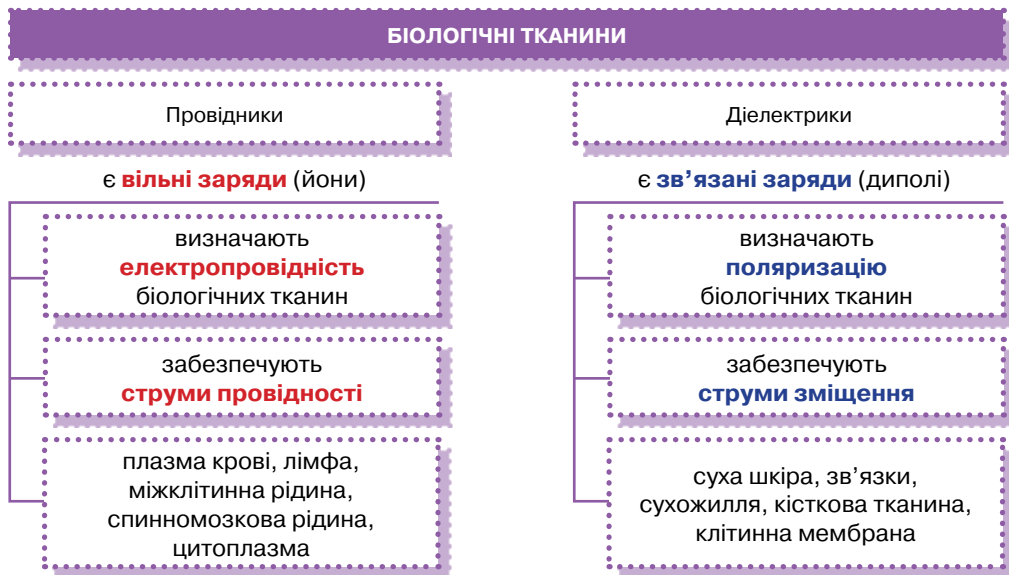 БІОЛОГІЧНІ ТКАНИНИ
Провідники
є вільні заряди (йони)
визначають
електропровідність
біологічних тканин
забезпечують
струми провідності
плазма крові, лімфа,
міжклітинна рідина,
спинномозкова рідина,
цитоплазма
Діелектрики
є зв’язані заряди (диполі)
визначають
поляризацію
біологічних тканин
забезпечують
струми зміщення
суха шкіра, зв’язки,
сухожилля, кісткова тканина,
клітинна мембрана